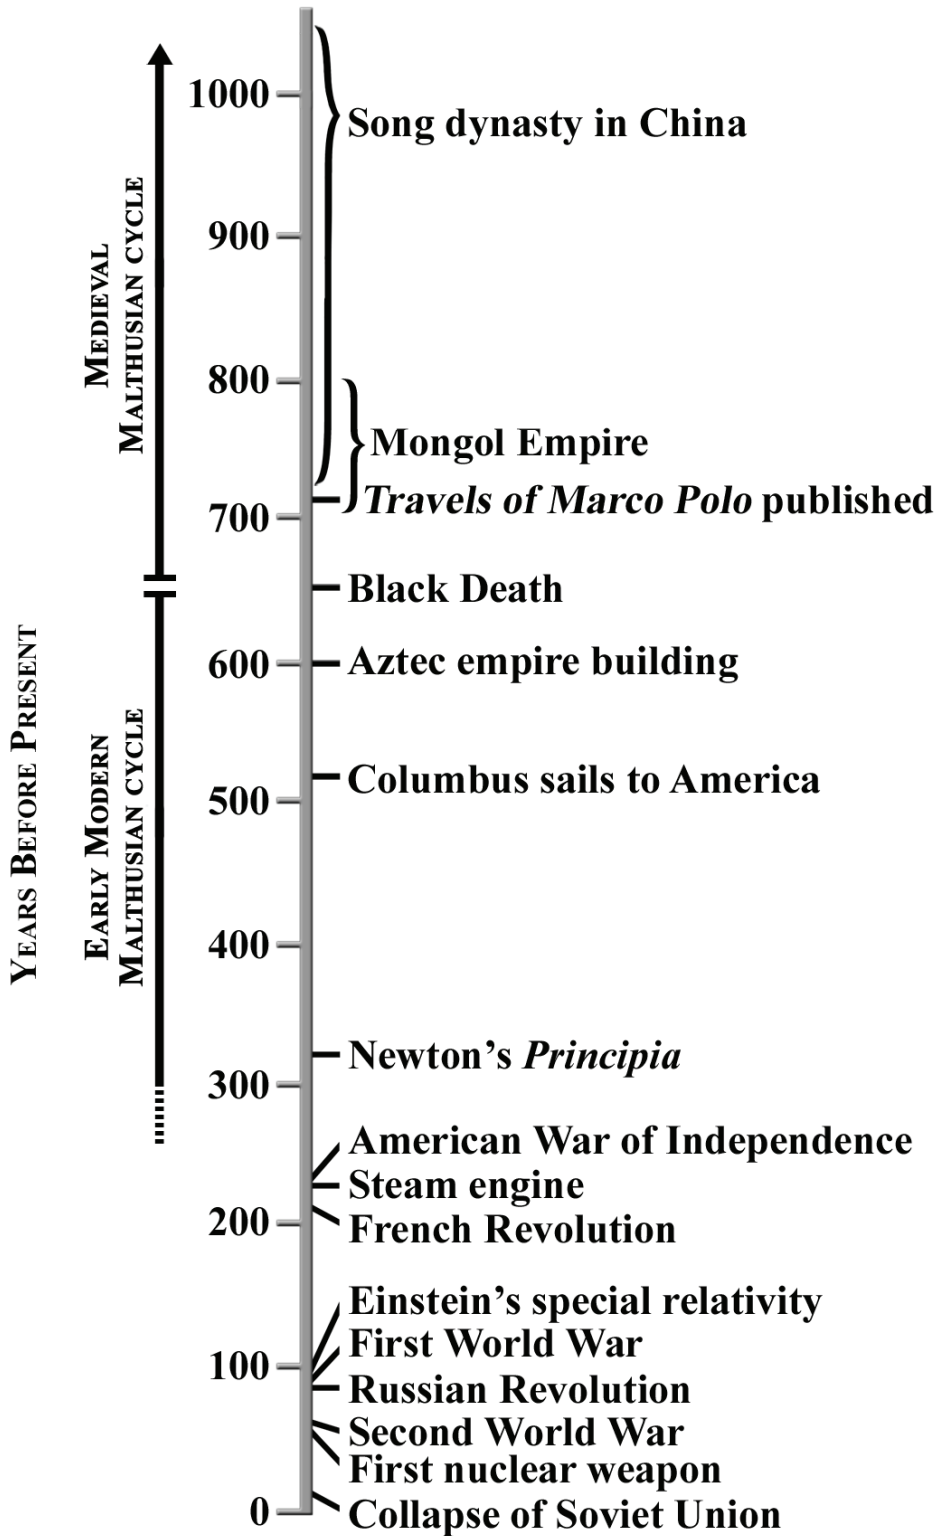 1000
Song dynasty in China
900
800
Mongol Empire
Travels of Marco Polo published
700
Black Death
600
Aztec empire building
Columbus sails to America
500
400
Newton’s Principia
300
American War of Independence
Steam engine
200
French Revolution
Einstein’s special relativity
First World War
100
Russian Revolution
Second World War
First nuclear weapon
0
Collapse of Soviet Union
MEDIEVAL
MALTHUSIAN CYCLE
EARLY MODERN
MALTHUSIAN CYCLE
YEARS BEFORE PRESENT